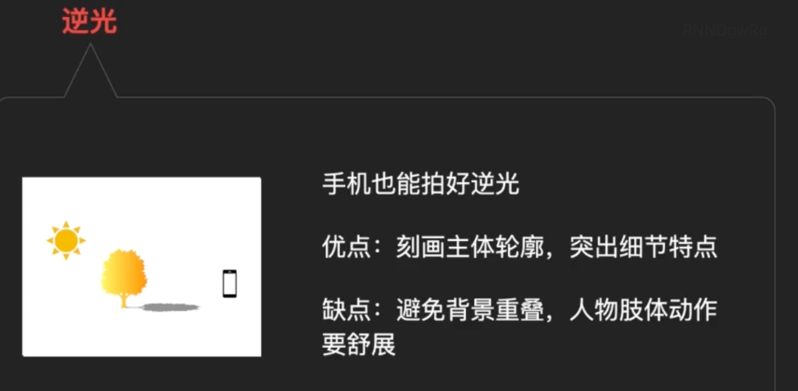 逆光
手机也能拍好逆光
优点：刻画主体轮廓，突出细节特点
缺点：避免背景重叠，人物肢体动作
要舒展